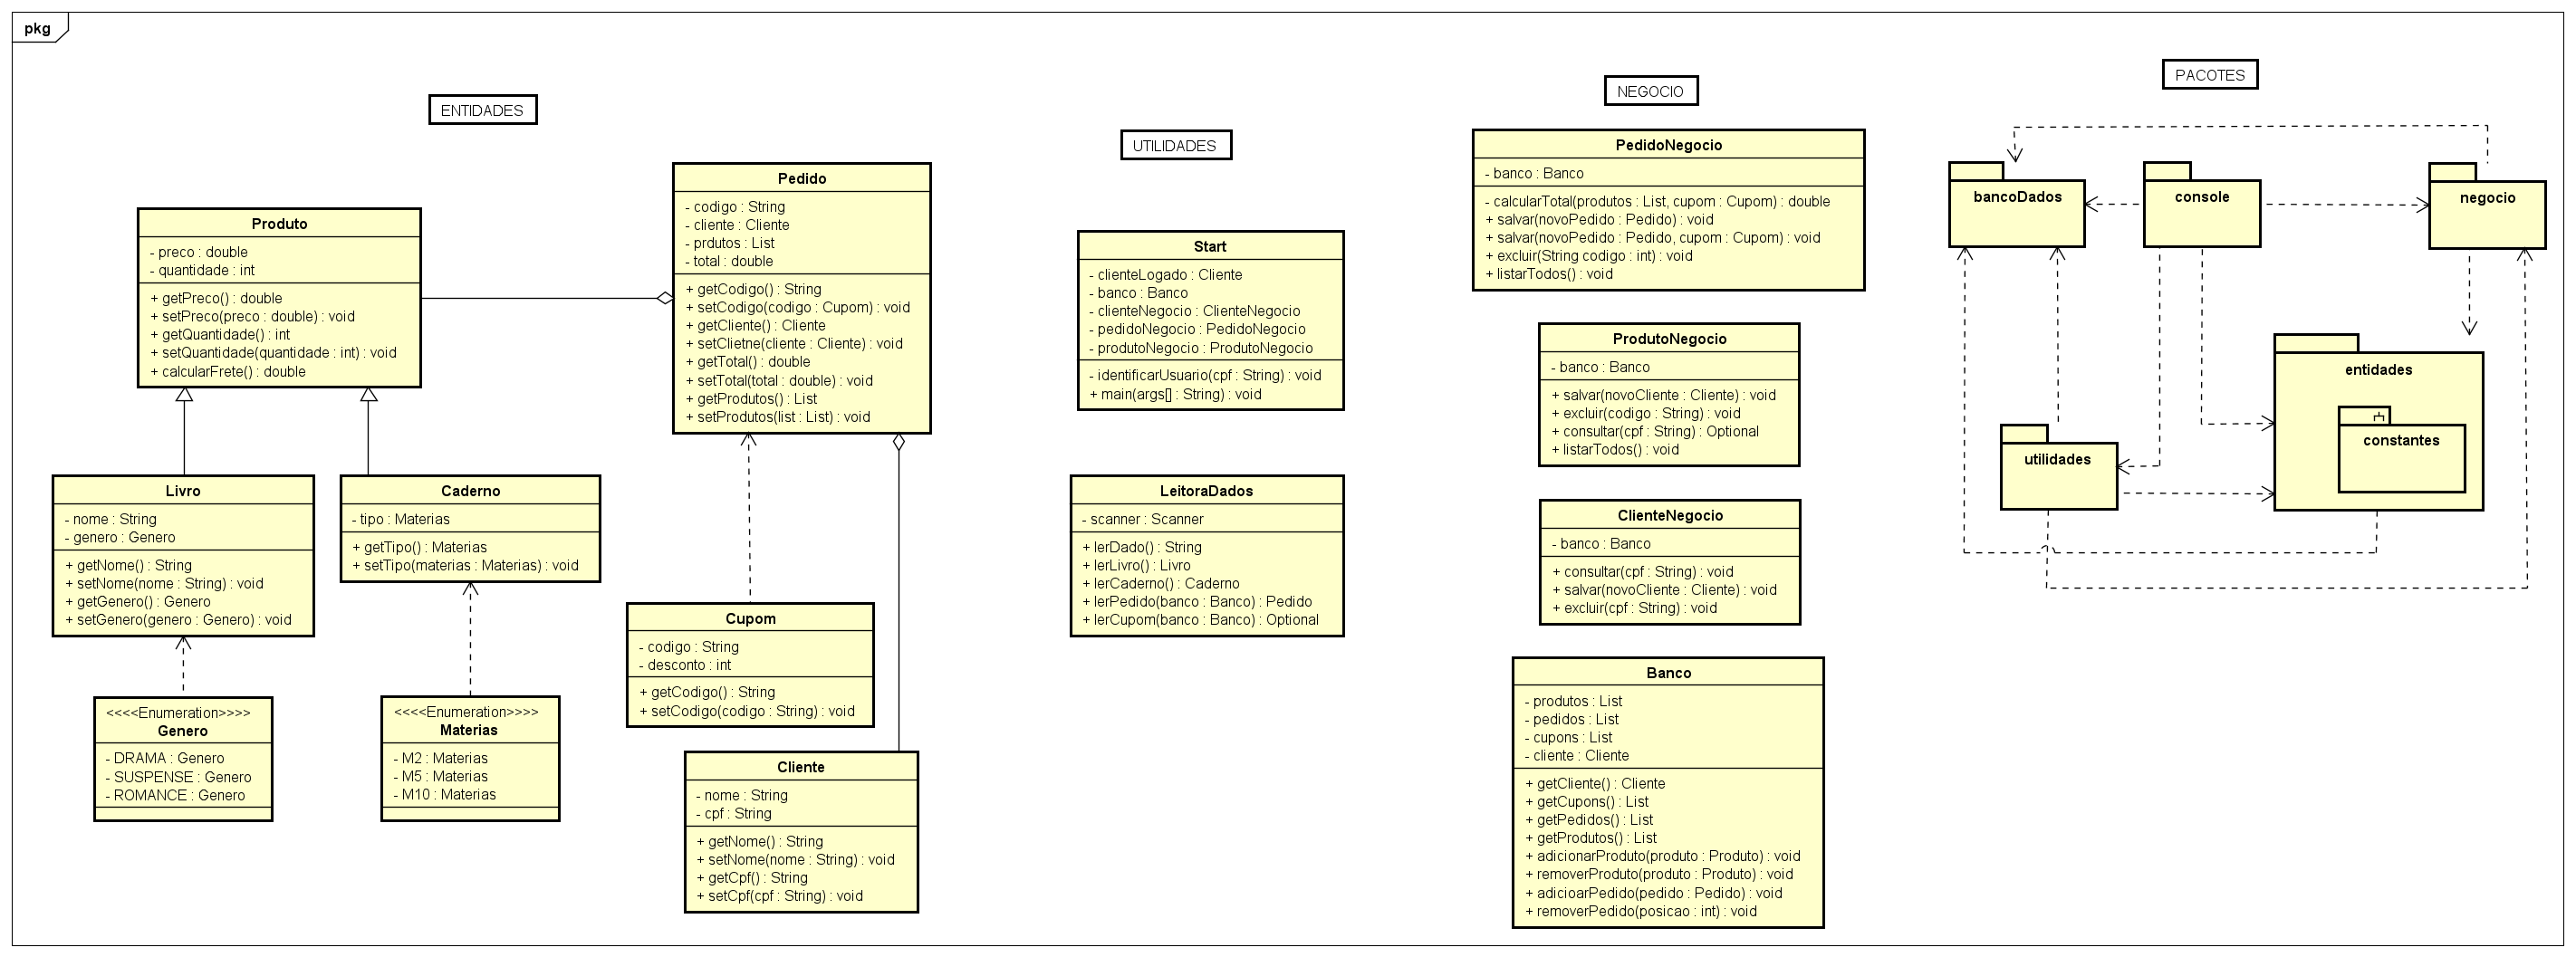 pkg
ENTIDADES
Produto
- preco : double
- quantidade : int
+ getPreco() : double
+ setPreco(preco : double) : void
+ getQuantidade() : int
+ setQuantidade(quantidade : int) : void
+ calcularFrete() : double
Pedido
- codigo : String
- cliente : Cliente
- prdutos : List
- total : double
+ getCodigo() : String
+ setCodigo(codigo : Cupom) : void
+ getCliente() : Cliente
+ setClietne(cliente : Cliente) : void
+ getTotal() : double
+ setTotal(total : double) : void
+ getProdutos() : List
+ setProdutos(list : List) : void
Livro
- nome : String
- genero : Genero
+ getNome() : String
+ setNome(nome : String) : void
+ getGenero() : Genero
+ setGenero(genero : Genero) : void
Caderno
- tipo : Materias
+ getTipo() : Materias
+ setTipo(materias : Materias) : void
<<<<Enumeration>>>>
Genero
- DRAMA : Genero
- SUSPENSE : Genero
- ROMANCE : Genero
<<<<Enumeration>>>>
Materias
- M2 : Materias
- M5 : Materias
- M10 : Materias
Cupom
- codigo : String
- desconto : int
+ getCodigo() : String
+ setCodigo(codigo : String) : void
Cliente
- nome : String
- cpf : String
+ getNome() : String
+ setNome(nome : String) : void
+ getCpf() : String
+ setCpf(cpf : String) : void
UTILIDADES
Start
- clienteLogado : Cliente
- banco : Banco
- clienteNegocio : ClienteNegocio
- pedidoNegocio : PedidoNegocio
- produtoNegocio : ProdutoNegocio
- identificarUsuario(cpf : String) : void
+ main(args[] : String) : void
LeitoraDados
- scanner : Scanner
+ lerDado() : String
+ lerLivro() : Livro
+ lerCaderno() : Caderno
+ lerPedido(banco : Banco) : Pedido
+ lerCupom(banco : Banco) : Optional
NEGOCIO
PedidoNegocio
- banco : Banco
- calcularTotal(produtos : List, cupom : Cupom) : double
+ salvar(novoPedido : Pedido) : void
+ salvar(novoPedido : Pedido, cupom : Cupom) : void
+ excluir(String codigo : int) : void
+ listarTodos() : void
ProdutoNegocio
- banco : Banco
+ salvar(novoCliente : Cliente) : void
+ excluir(codigo : String) : void
+ consultar(cpf : String) : Optional
+ listarTodos() : void
ClienteNegocio
- banco : Banco
+ consultar(cpf : String) : void
+ salvar(novoCliente : Cliente) : void
+ excluir(cpf : String) : void
Banco
- produtos : List
- pedidos : List
- cupons : List
- cliente : Cliente
+ getCliente() : Cliente
+ getCupons() : List
+ getPedidos() : List
+ getProdutos() : List
+ adicionarProduto(produto : Produto) : void
+ removerProduto(produto : Produto) : void
+ adicioarPedido(pedido : Pedido) : void
+ removerPedido(posicao : int) : void
PACOTES
bancoDados
console
negocio
entidades
constantes
utilidades